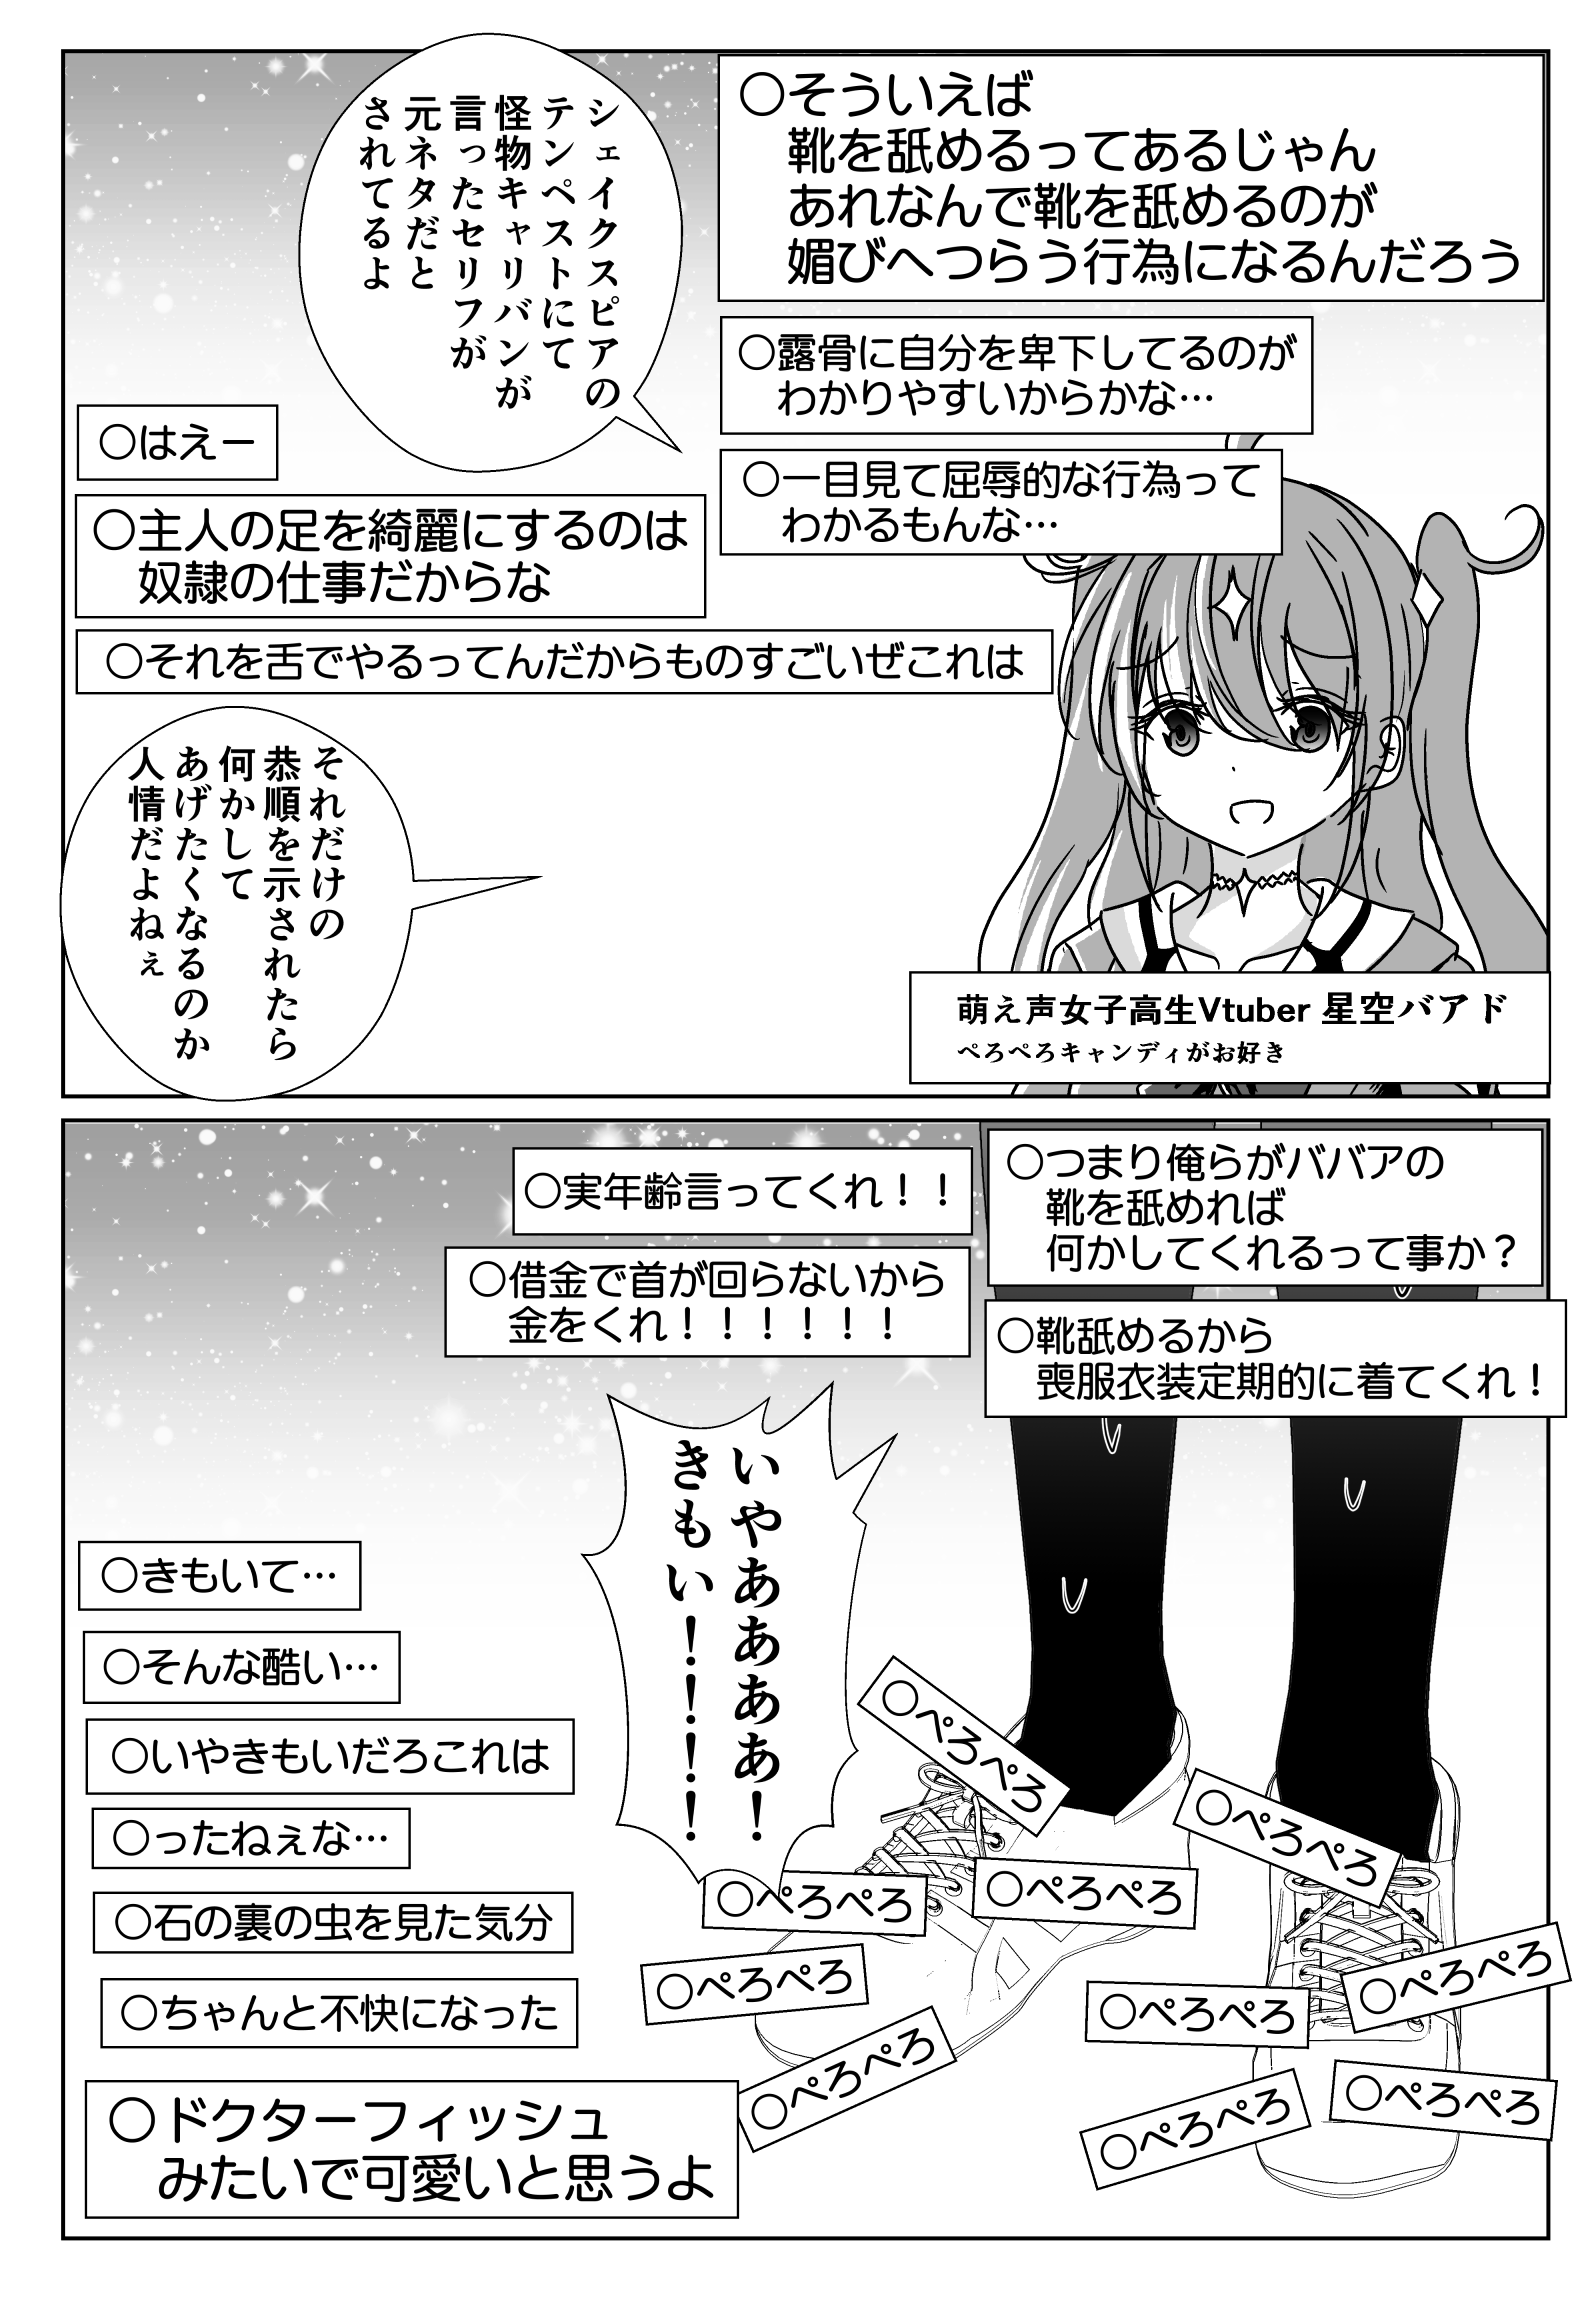 ○そういえば
靴を舐めるってあるじゃん
あれなんで靴を舐めるのが
媚びへつらう行為になるんだろう
○露骨に自分を卑下してるのが
わかりやすいからかな…
○一目見て屈辱的な行為って
わかるもんな…
シェイクスピアの
テンペストにて
怪物キャリバンが
言ったセリフが
元ネタだと
されてるよ
○はえー
○主人の足を綺麗にするのは
奴隷の仕事だからな
○それを舌でやるってんだからものすごいぜこれは
それだけの
恭順を示されたら
何かして
あげたくなるのか
人情だよねぇ
萌え声女子高生Vtuber 星空バアド
ぺろぺろキャンディがお好き
○つまり俺らがババアの
靴を舐めれば
何かしてくれるって事か?
○靴舐めるから
喪服衣装定期的に着てくれ!
○実年齢言ってくれ!!
○借金で首が回らないから
金をくれ!!!!!!
いやああああ!
きもい!!!!
○ぺろぺろ
○ぺろぺろ
○ぺろぺろ
○ぺろぺろ
○ぺろぺろ
○ぺろぺろ
○ぺろぺろ
○ぺろぺろ
○ぺろぺろ
○ぺろぺろ
○きもいて…
○そんな酷い…
○いやきもいだろこれは
○ったねぇな…
○石の裏の虫を見た気分
○ちゃんと不快になった
○ドクターフィッシュ
みたいで可愛いと思うよ